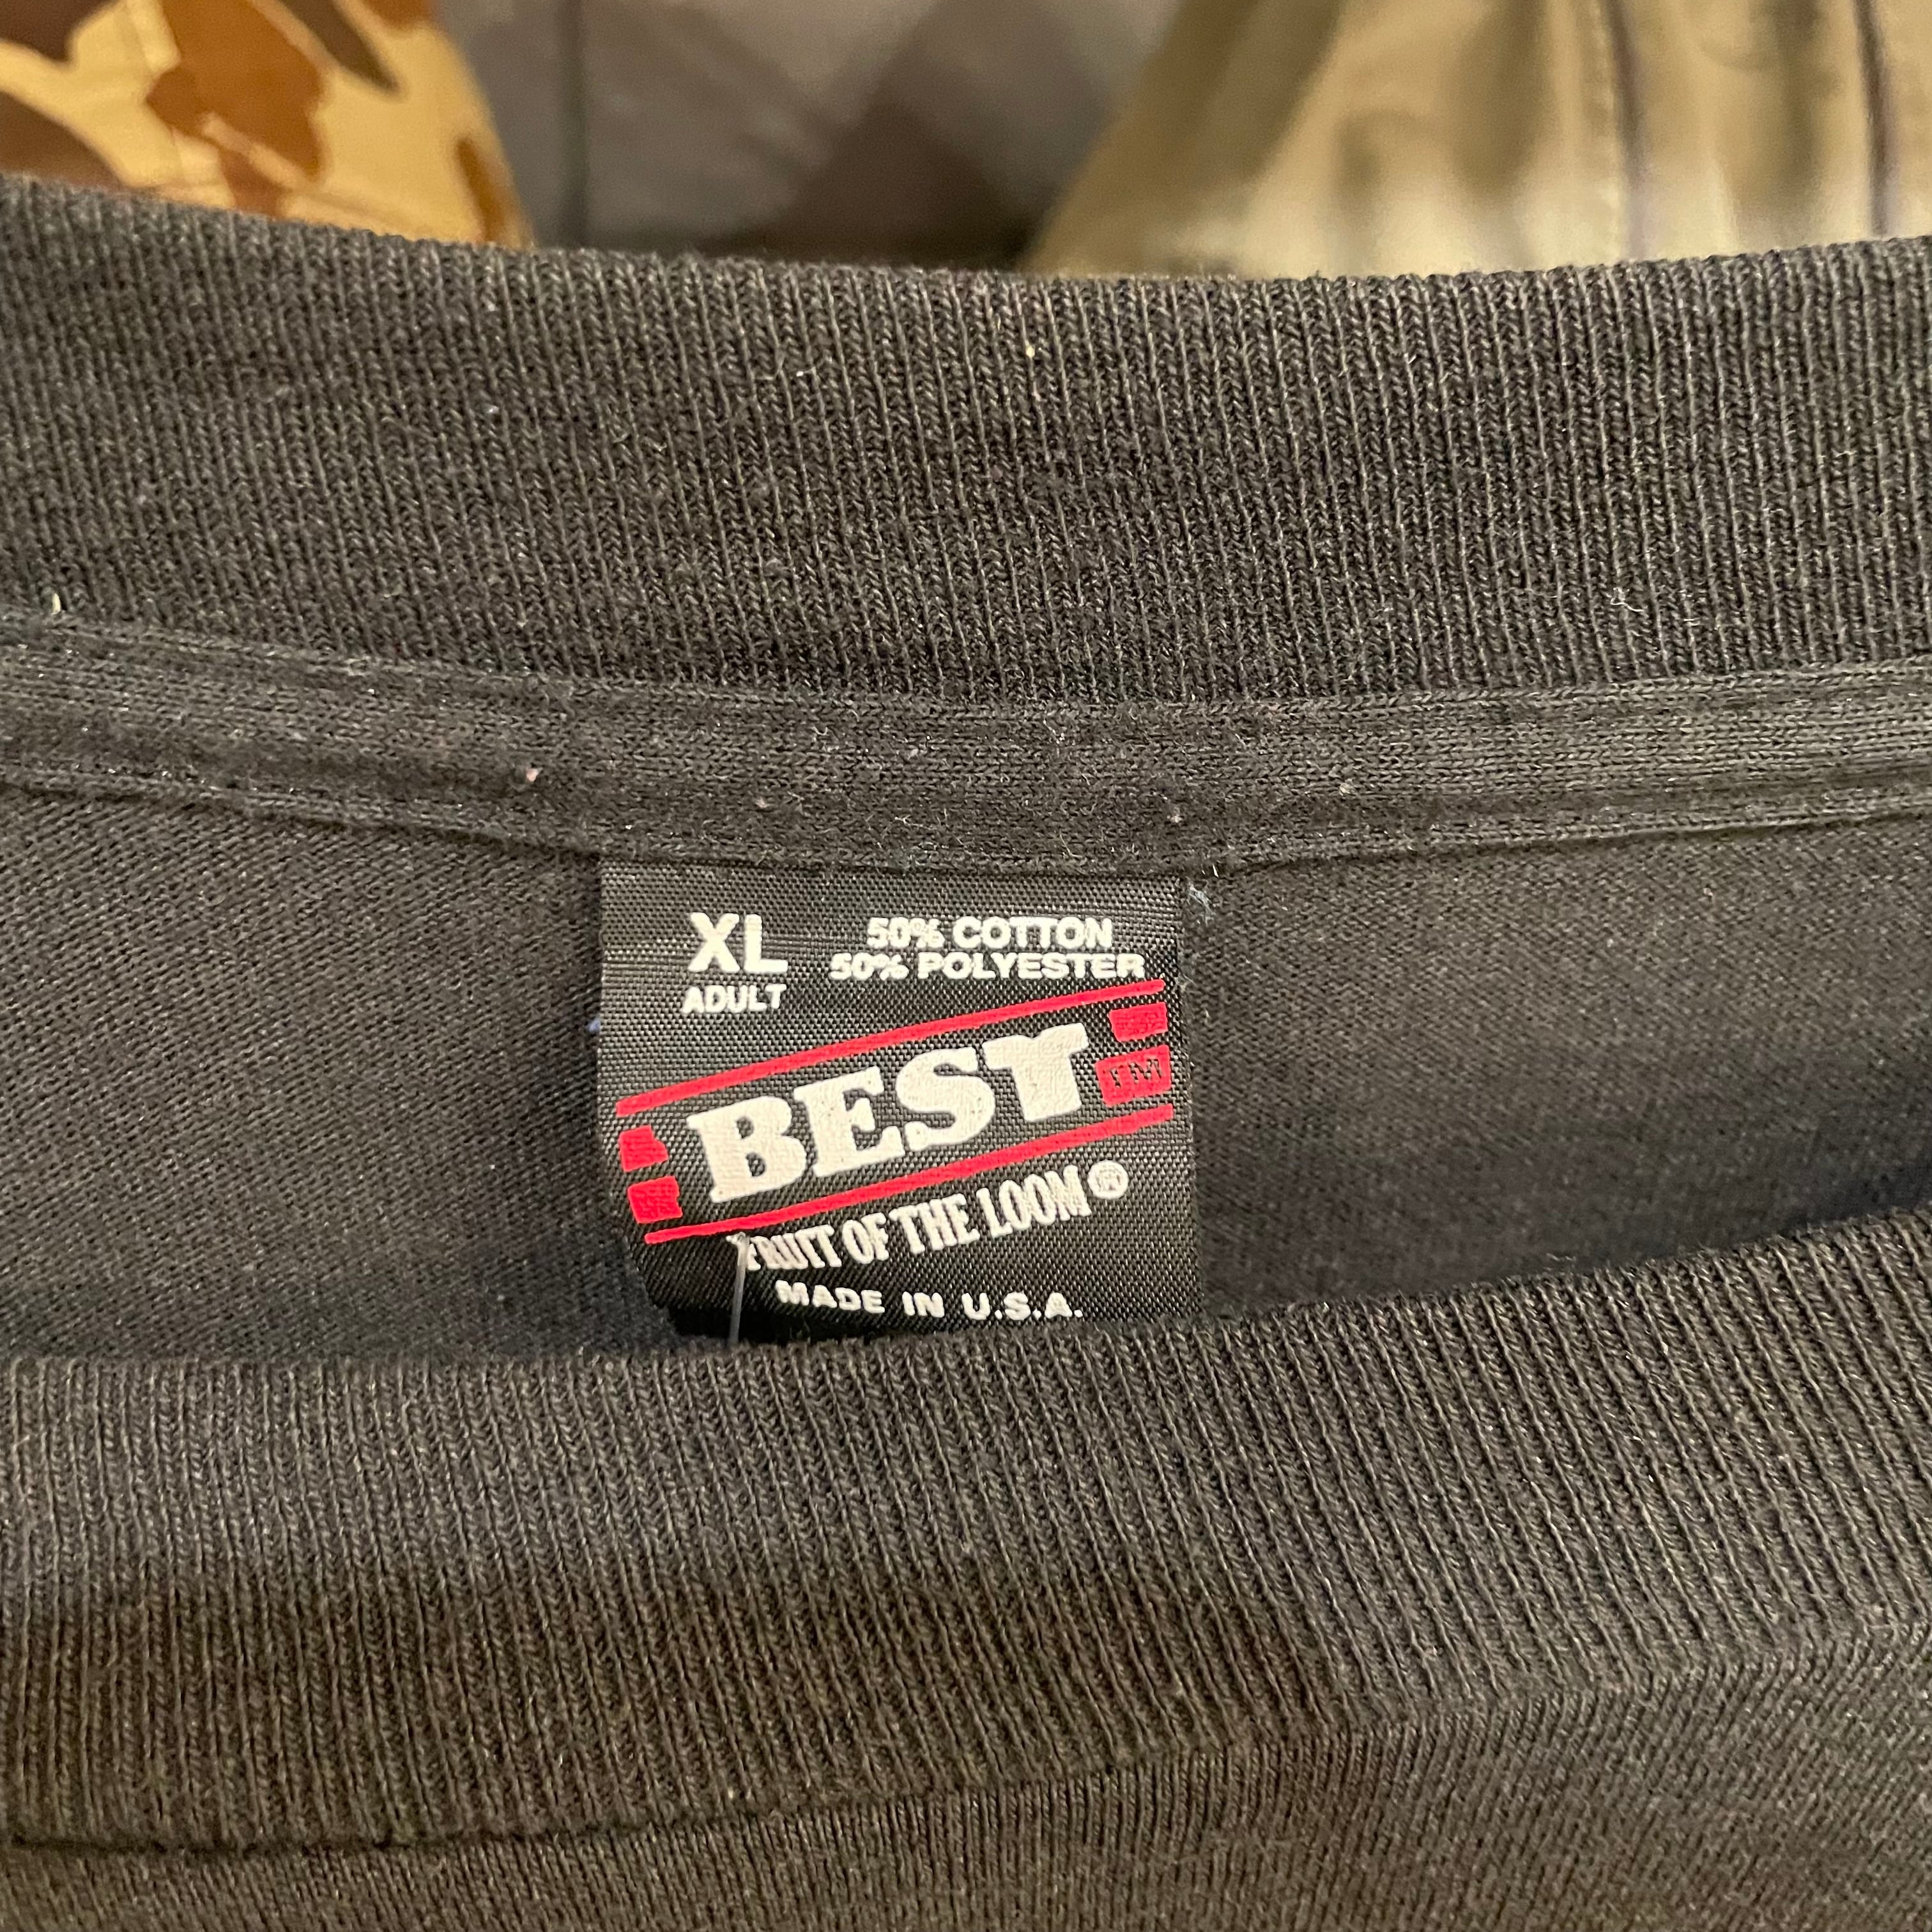 XL
ADULT
50% COTTON
50% POLYESTER
BEST
TM
FRUIT OF THE LOOM®
MADE IN U.S.A.